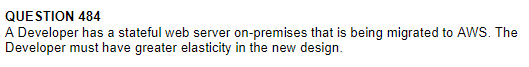 QUESTION 484
A Developer has a stateful web server on-premises that is being migrated to AWS. The
Developer must have greater elasticity in the new design.